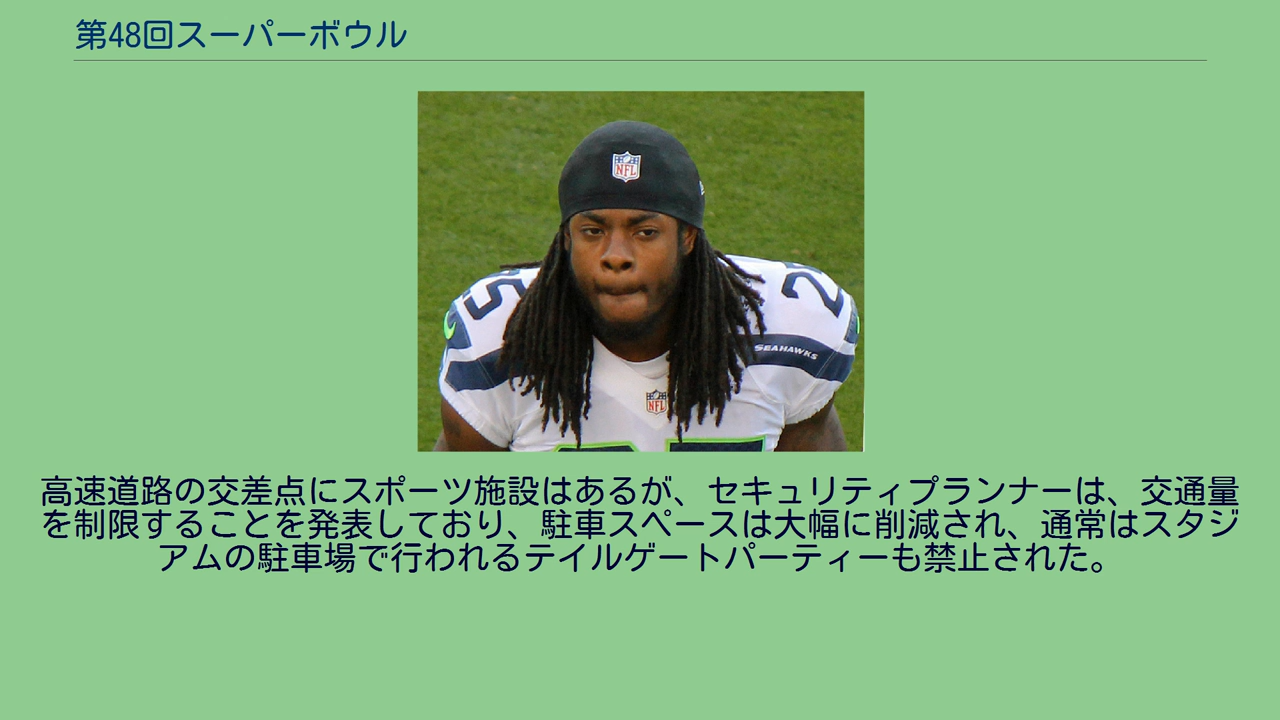 第48回スーパーボウル
NFL
25
2
SEAHAWKS
NFL
高速道路の交差点にスポーツ施設はあるが、セキュリティプランナーは、交通量
を制限することを発表しており、駐車スペースは大幅に削減され、通常はスタジ
アムの駐車場で行われるテイルゲートパーティーも禁止された。